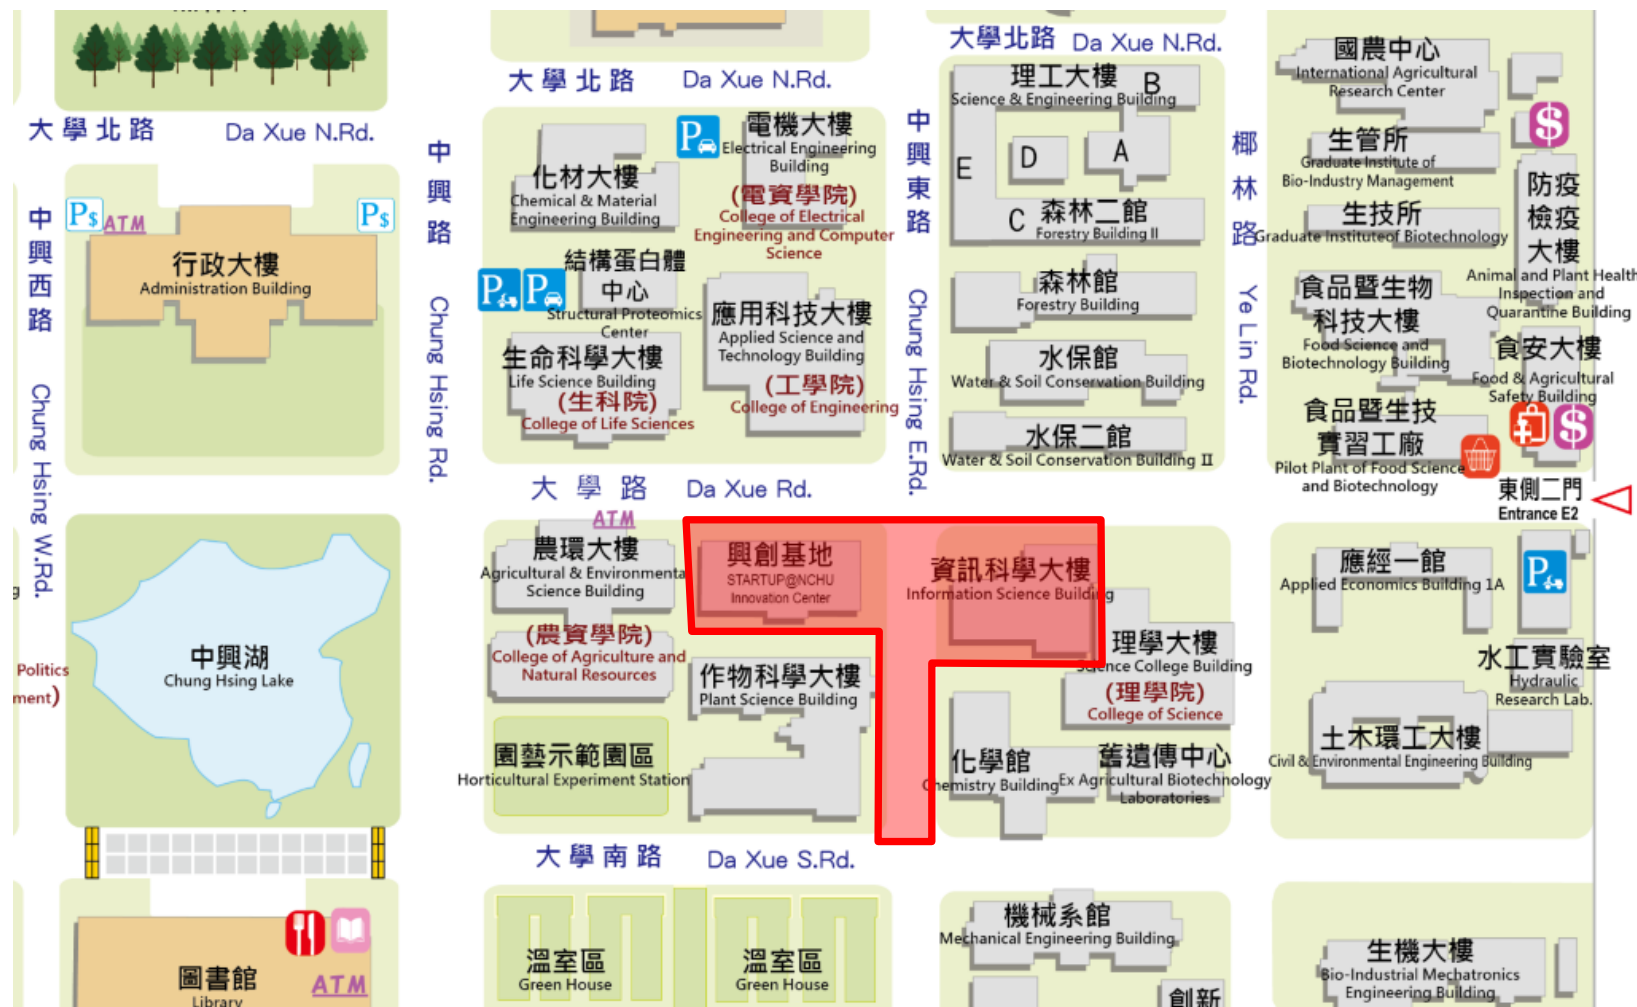 大學北路 Da Xue N.Rd.
大學北路 Da Xue N.Rd.
大學北路 Da Xue N.Rd.
中興西路 Chung Hsing W.Rd.
中興路 Chung Hsing Rd.
中興東路 Chung Hsing E.Rd.
椰林路 Ye Lin Rd.
P$
ATM
P$
行政大樓
Administration Building
中興湖
Chung Hsing Lake
Politics
ment)
圖書館
Library
ATM
化材大樓
Chemical & Material
Engineering Building
P
電機大樓
Electrical Engineering
Building
(電資學院)
College of Electrical
Engineering and Computer
Science
P
P
結構蛋白體
中心
Structural Proteomics
Center
應用科技大樓
Applied Science and
Technology Building
(工學院)
College of Engineering
生命科學大樓
Life Science Building
(生科院)
College of Life Sciences
理工大樓
Science & Engineering Building
B
A
D
E
C
森林二館
Forestry Building II
森林館
Forestry Building
水保館
Water & Soil Conservation Building
水保二館
Water & Soil Conservation Building II
國農中心
International Agricultural
Research Center
$
生管所
Graduate Institute of
Bio-Industry Management
生技所
Graduate Instituteof Biotechnology
防疫
檢疫
大樓
Animal and Plant Health
Inspection and
Quarantine Building
食品暨生物
科技大樓
Food Science and
Biotechnology Building
食安大樓
Food & Agricultural
Safety Building
$
食品暨生技
實習工廠
Pilot Plant of Food Science
and Biotechnology
東側二門
Entrance E2
大學路 Da Xue Rd.
ATM
農環大樓
Agricultural & Environmenta
Science Building
(農資學院)
College of Agriculture and
Natural Resources
興創基地
STARTUP@NCHU
Innovation Center
作物科學大樓
Plant Science Building
園藝示範園區
Horticultural Experiment Station
資訊科學大樓
Information Science Building
理學大樓
Science College Building
(理學院)
College of Science
化學館
Chemistry Building
舊遺傳中心
Ex Agricultural Biotechnology
Laboratories
應經一館
Applied Economics Building 1A
P
水工實驗室
Hydraulic
Research Lab.
土木環工大樓
Civil & Environmental Engineering Building
大學南路 Da Xue S.Rd.
溫室區
Green House
溫室區
Green House
機械系館
Mechanical Engineering Building
創新
生機大樓
Bio-Industrial Mechatronics
Engineering Building